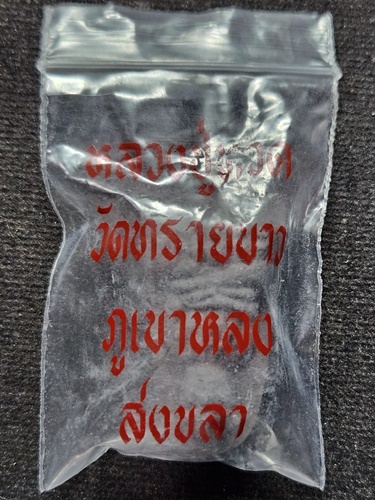 หลวงปู่ทวด
วัดทรายขาว
ภูเขาหลง
สงขลา